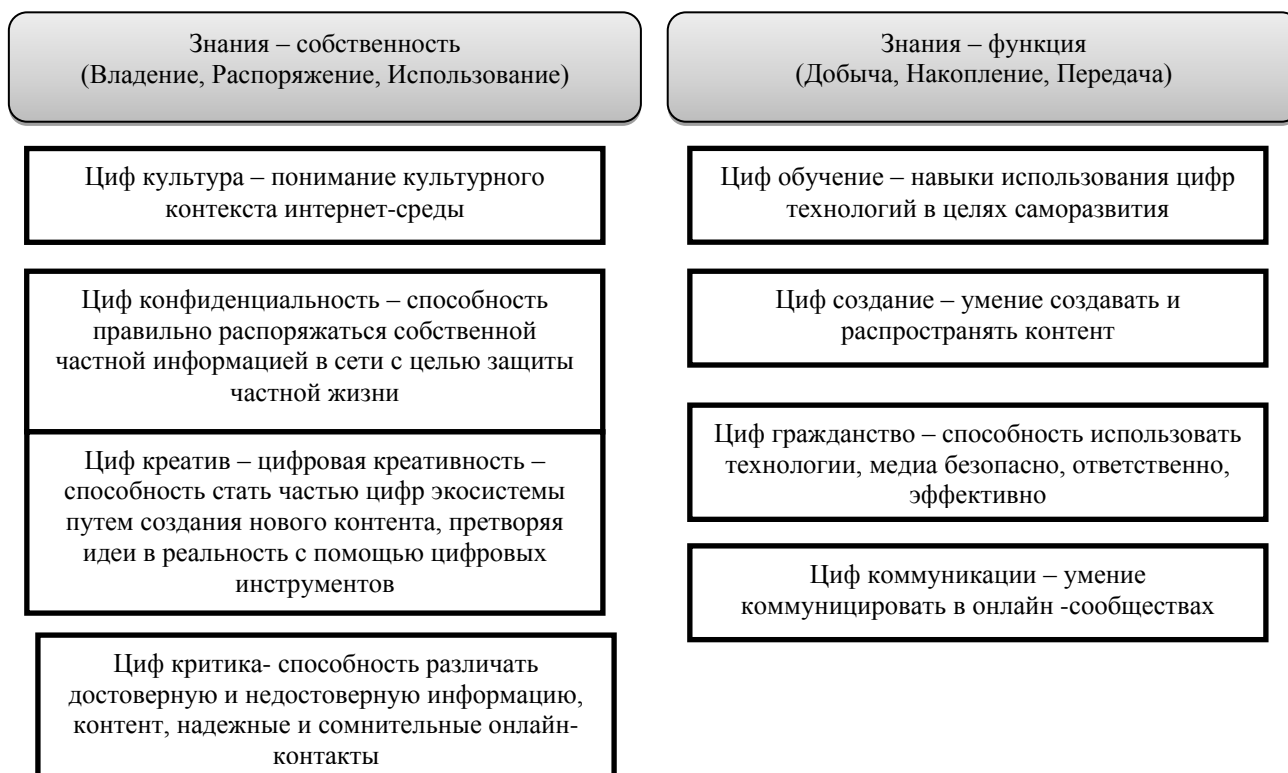 Знания – собственность
(Владение, Распоряжение, Использование)
Циф культура – понимание культурного
контекста интернет-среды
Циф конфиденциальность – способность
правильно распоряжаться собственной
частной информацией в сети с целью защиты
частной жизни
Циф креатив – цифровая креативность –
способность стать частью цифр экосистемы
путем создания нового контента, претворяя
идеи в реальность с помощью цифровых
инструментов
Циф критика- способность различать
достоверную и недостоверную информацию,
контент, надежные и сомнительные онлайн-
контакты
Знания – функция
(Добыча, Накопление, Передача)
Циф обучение – навыки использования цифр
технологий в целях саморазвития
Циф создание – умение создавать и
распространять контент
Циф гражданство – способность использовать
технологии, медиа безопасно, ответственно,
эффективно
Циф коммуникации – умение
коммуницировать в онлайн -сообществах